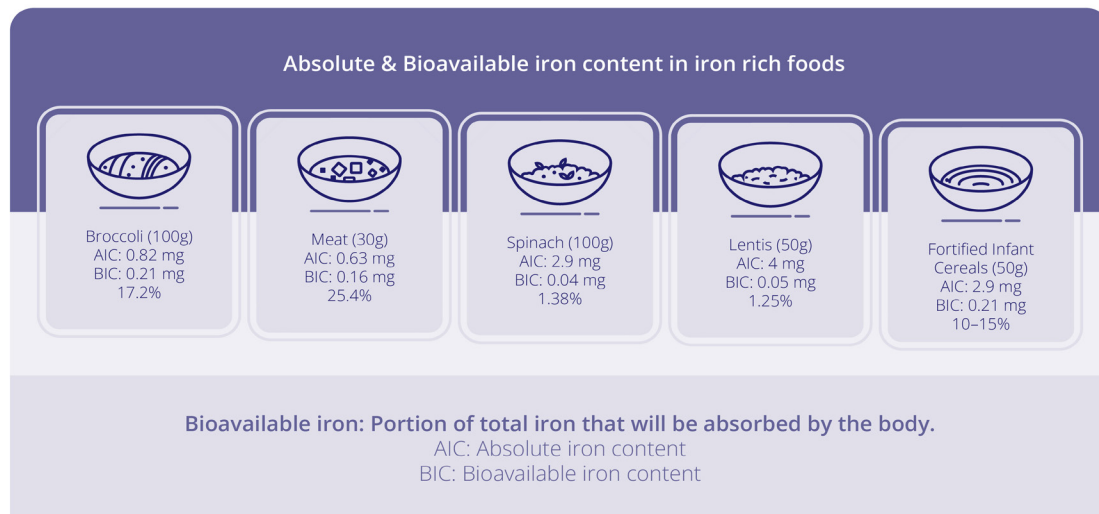 Absolute & Bioavailable iron content in iron rich foods
Broccoli (100g)
AIC: 0.82 mg
BIC: 0.21 mg
17.2%
Meat (30g)
AIC: 0.63 mg
BIC: 0.16 mg
25.4%
Spinach (100g)
AIC: 2.9 mg
BIC: 0.04 mg
1.38%
Lentis (50g)
AIC: 4 mg
BIC: 0.05 mg
1.25%
Fortified Infant
Cereals (50g)
AIC: 2.9 mg
BIC: 0.21 mg
10–15%
Bioavailable iron: Portion of total iron that will be absorbed by the body.
AIC: Absolute iron content
BIC: Bioavailable iron content